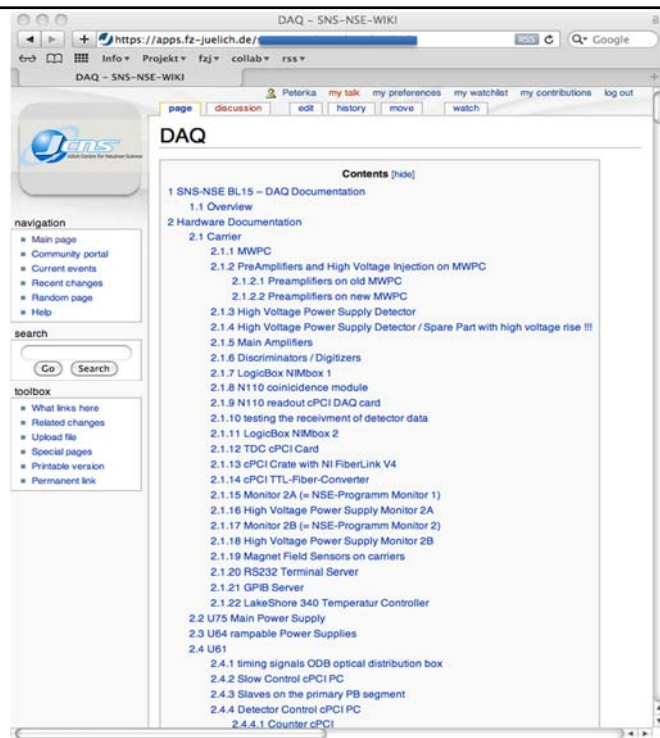 DAQ – SNS-NSE-WIKI
https://apps.fz-juelich.de/
RSS
Google
Info
Projekt
fzj
collab
rss
DAQ – SNS-NSE-WIKI
Peterka my talk my preferences my watchlist my contributions log out
page discussion edit history move watch
JCNS
Jülich Centre for Neutron Science
DAQ
Contents [hide]
1 SNS-NSE BL15 – DAQ Documentation
1.1 Overview
2 Hardware Documentation
2.1 Carrier
2.1.1 MWPC
2.1.2 PreAmplifiers and High Voltage Injection on MWPC
2.1.2.1 Preamplifiers on old MWPC
2.1.2.2 Preamplifiers on new MWPC
2.1.3 High Voltage Power Supply Detector
2.1.4 High Voltage Power Supply Detector / Spare Part with high voltage rise !!!
2.1.5 Main Amplifiers
2.1.6 Discriminators / Digitizers
2.1.7 LogicBox NIMbox 1
2.1.8 N110 coinicidence module
2.1.9 N110 readout cPCI DAQ card
2.1.10 testing the receivment of detector data
2.1.11 LogicBox NIMbox 2
2.1.12 TDC cPCI Card
2.1.13 cPCI Crate with NI FiberLink V4
2.1.14 cPCI TTL-Fiber-Converter
2.1.15 Monitor 2A (= NSE-Programm Monitor 1)
2.1.16 High Voltage Power Supply Monitor 2A
2.1.17 Monitor 2B (= NSE-Programm Monitor 2)
2.1.18 High Voltage Power Supply Monitor 2B
2.1.19 Magnet Field Sensors on carriers
2.1.20 RS232 Terminal Server
2.1.21 GPIB Server
2.1.22 LakeShore 340 Temperatur Controller
2.2 U75 Main Power Supply
2.3 U64 rampable Power Supplies
2.4 U61
2.4.1 timing signals ODB optical distribution box
2.4.2 Slow Control cPCI PC
2.4.3 Slaves on the primary PB segment
2.4.4 Detector Control cPCI PC
2.4.4.1 Counter cPCI
navigation
Main page
Community portal
Current events
Recent changes
Random page
Help
search
Go Search
toolbox
What links here
Related changes
Upload file
Special pages
Printable version
Permanent link